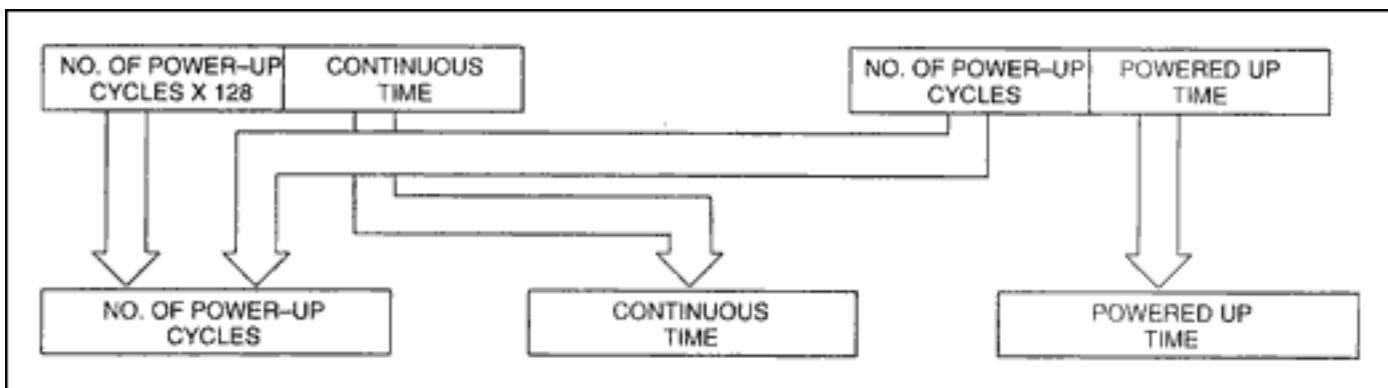 NO. OF POWER–UP
CYCLES X 128
CONTINUOUS
TIME
NO. OF POWER–UP
CYCLES
POWERED UP
TIME
NO. OF POWER–UP
CYCLES
CONTINUOUS
TIME
POWERED UP
TIME